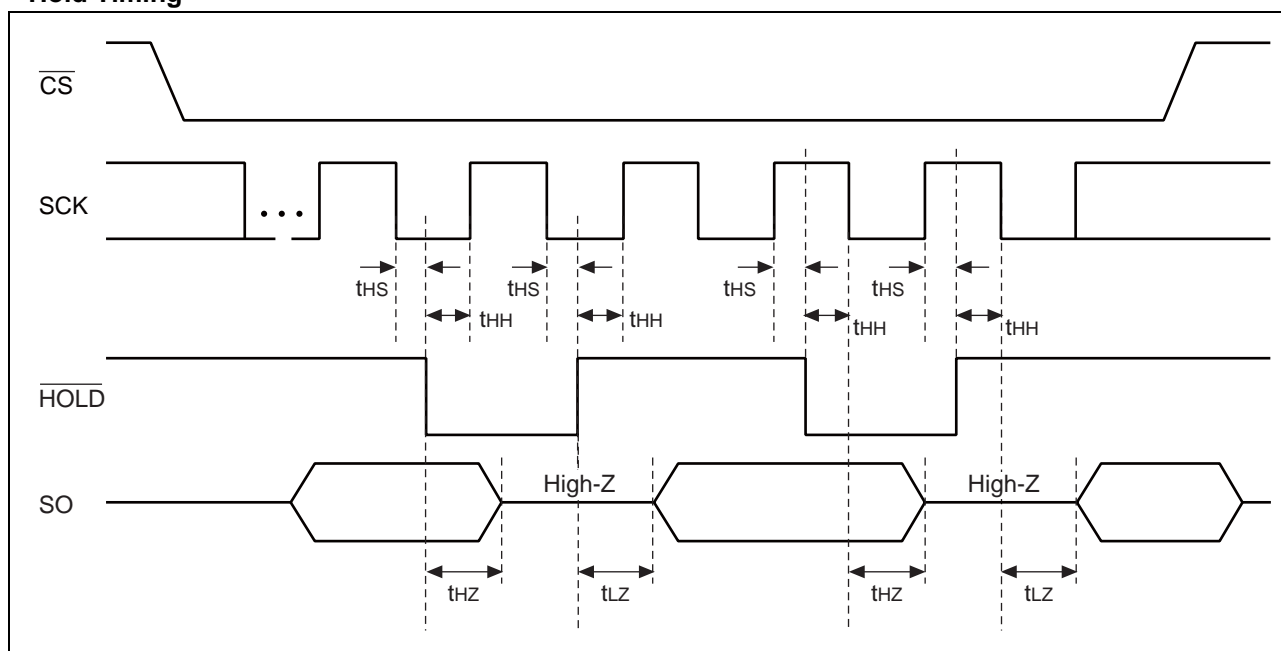 Hold Timing
CS
SCK
...
tHS tHS tHS tHS
tHH tHH tHH tHH
HOLD
High-Z High-Z
SO
tHZ tLZ tHZ tLZ